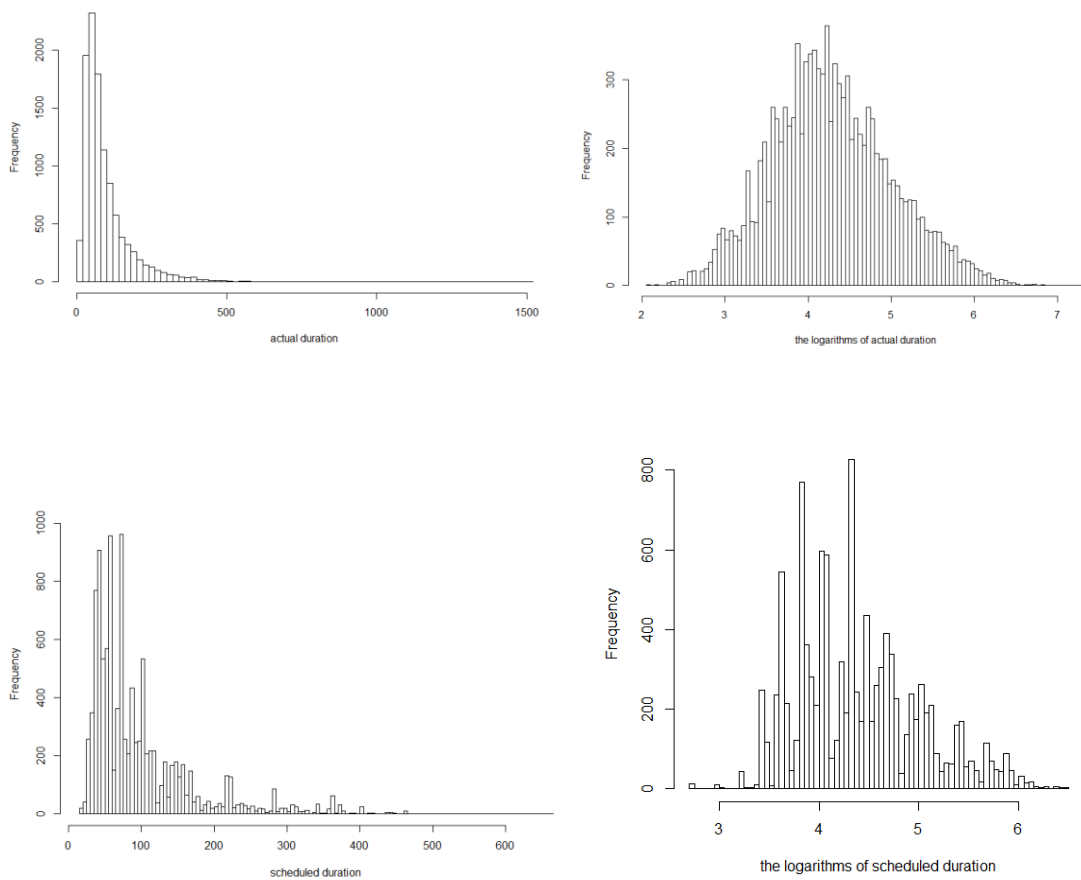 Frequency
0 500 1000 1500 2000
0 500 1000 1500
actual duration
Frequency
0 100 200 300
2 3 4 5 6 7
the logarithms of actual duration
Frequency
0 200 400 600 800 1000
0 100 200 300 400 500 600
scheduled duration
Frequency
0 200 400 600 800
3 4 5 6
the logarithms of scheduled duration